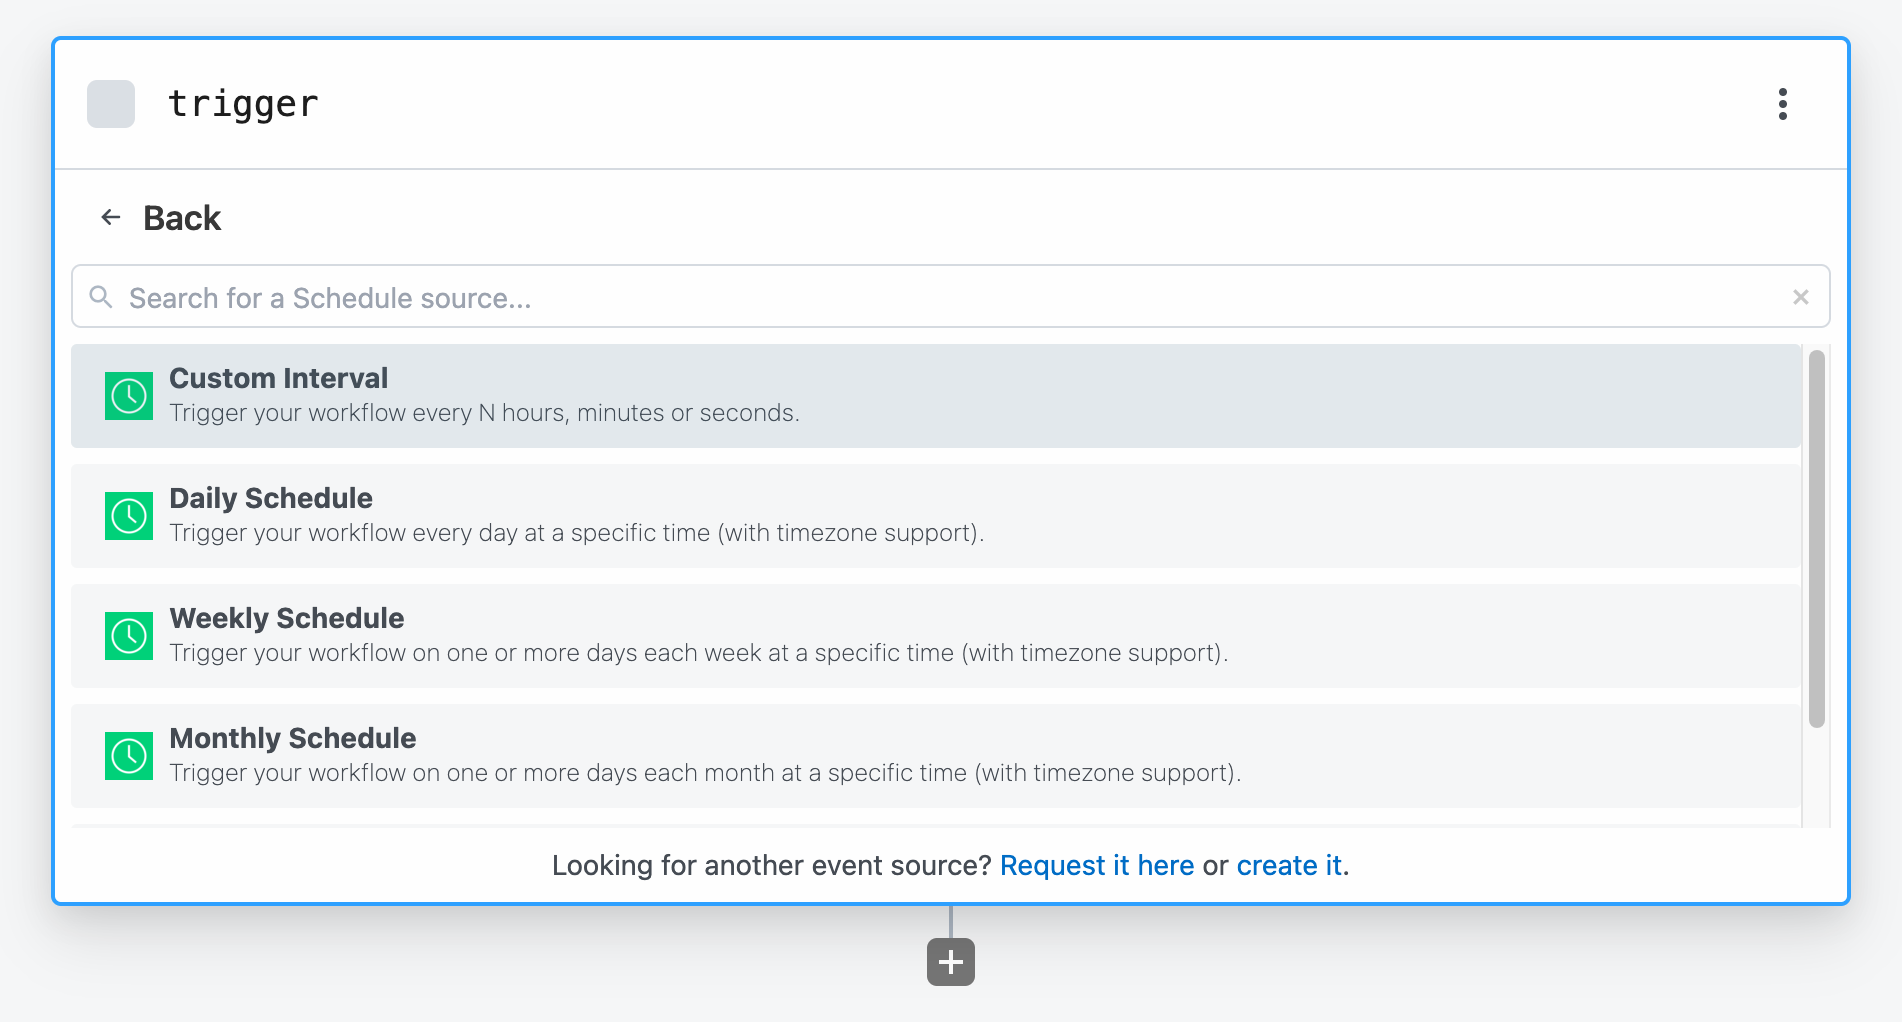 trigger
Back
Search for a Schedule source...
Custom Interval
Trigger your workflow every N hours, minutes or seconds.
Daily Schedule
Trigger your workflow every day at a specific time (with timezone support).
Weekly Schedule
Trigger your workflow on one or more days each week at a specific time (with timezone support).
Monthly Schedule
Trigger your workflow on one or more days each month at a specific time (with timezone support).
Looking for another event source? Request it here or create it.